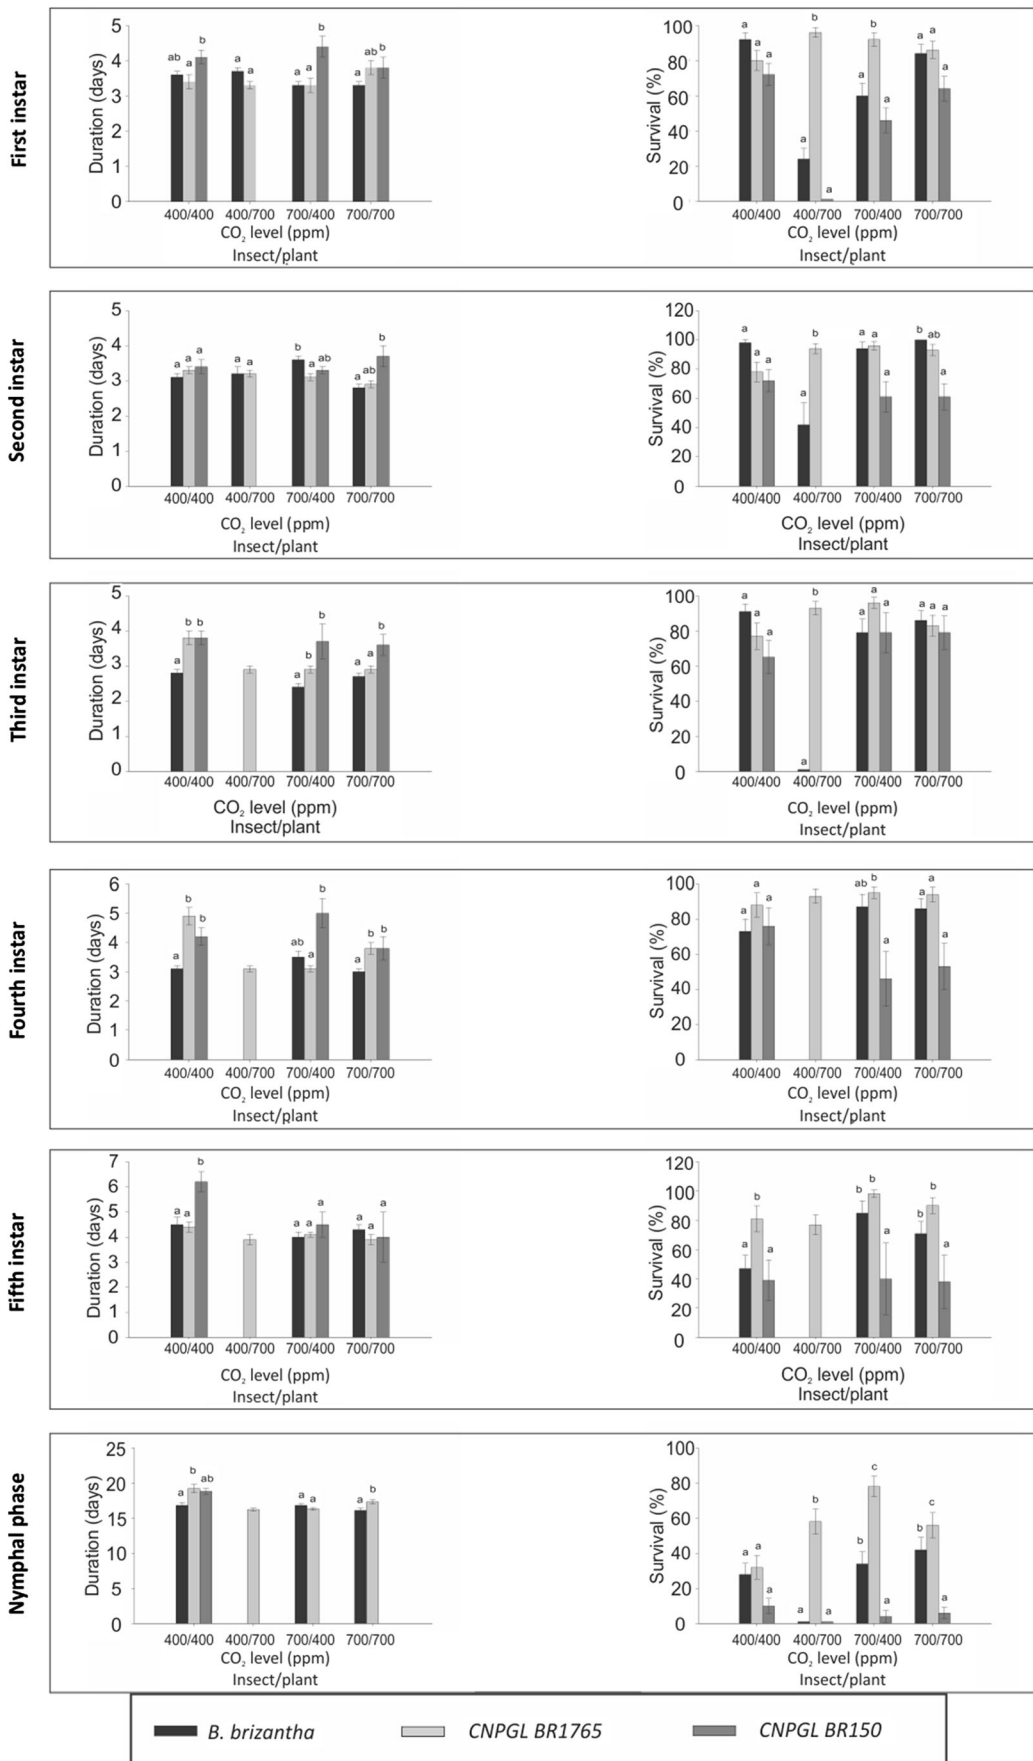 First instar
Duration (days)
5
4
3
2
1
0
ab a b
a a
a a b
a ab b
400/400 400/700 700/400 700/700
CO₂ level (ppm)
Insect/plant
Survival (%)
100
80
60
40
20
0
a a a
a b a
a b a
a a a
400/400 400/700 700/400 700/700
CO₂ level (ppm)
Insect/plant
Second instar
Duration (days)
5
4
3
2
1
0
a a a
a a
b a ab
a ab b
400/400 400/700 700/400 700/700
CO₂ level (ppm)
Insect/plant
Survival (%)
120
100
80
60
40
20
0
a a a
a b
a a a
b ab a
400/400 400/700 700/400 700/700
CO₂ level (ppm)
Insect/plant
Third instar
Duration (days)
5
4
3
2
1
0
a b b
a b b
a a b
400/400 400/700 700/400 700/700
CO₂ level (ppm)
Insect/plant
Survival (%)
100
80
60
40
20
0
a a a
a b
a a a
a a a
400/400 400/700 700/400 700/700
CO₂ level (ppm)
Insect/plant
Fourth instar
Duration (days)
6
5
4
3
2
1
0
a b b
ab a b
a b b
400/400 400/700 700/400 700/700
CO₂ level (ppm)
Insect/plant
Survival (%)
100
80
60
40
20
0
a a a
ab b a
a a a
400/400 400/700 700/400 700/700
CO₂ level (ppm)
Insect/plant
Fifth instar
Duration (days)
7
6
5
4
3
2
1
0
a a b
a a a
a a a
400/400 400/700 700/400 700/700
CO₂ level (ppm)
Insect/plant
Survival (%)
120
100
80
60
40
20
0
a b a
b b a
b b a
400/400 400/700 700/400 700/700
CO₂ level (ppm)
Insect/plant
Nymphal phase
Duration (days)
25
20
15
10
5
0
a b ab
a a
a b
400/400 400/700 700/400 700/700
CO₂ level (ppm)
Insect/plant
Survival (%)
100
80
60
40
20
0
a a a
a b a
b c a
b c a
400/400 400/700 700/400 700/700
CO₂ level (ppm)
Insect/plant
B. brizantha CNPGL BR1765 CNPGL BR150